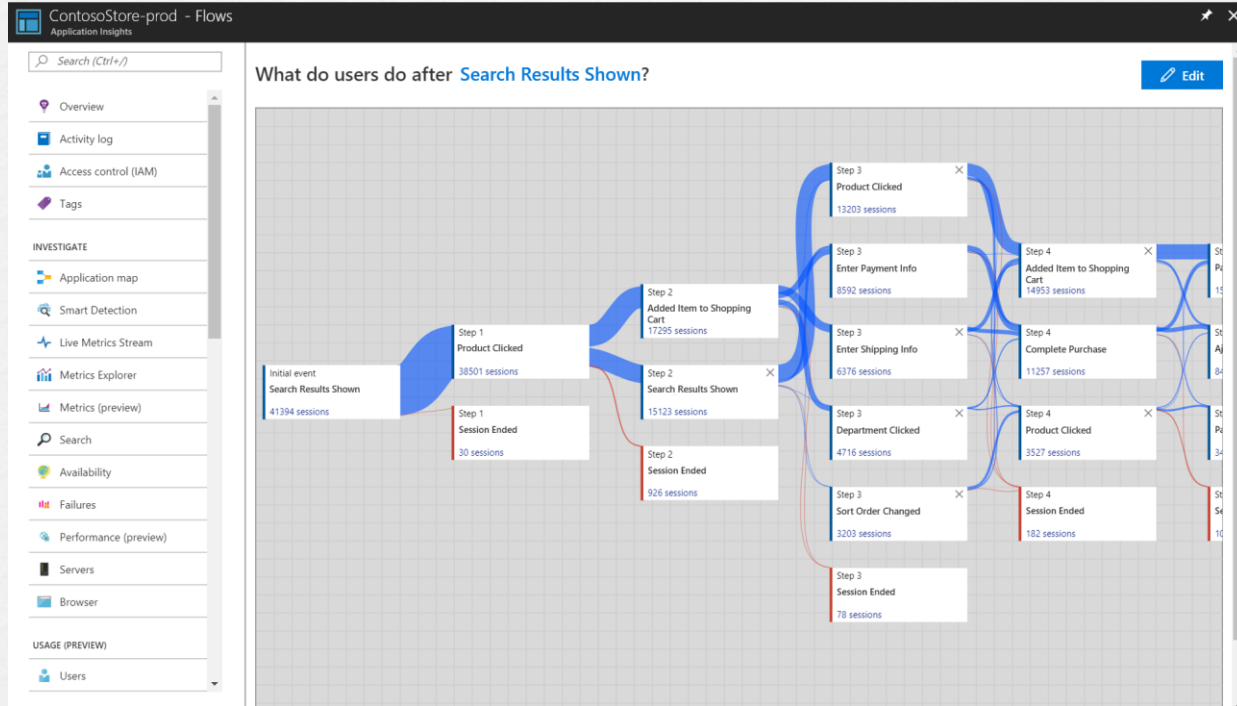 ContosoStore-prod - Flows
Application Insights
Search (Ctrl+/)
Overview
Activity log
Access control (IAM)
Tags
INVESTIGATE
Application map
Smart Detection
Live Metrics Stream
Metrics Explorer
Metrics (preview)
Search
Availability
Failures
Performance (preview)
Servers
Browser
USAGE (PREVIEW)
Users
What do users do after Search Results Shown?
Edit
Initial event
Search Results Shown
41394 sessions
Step 1
Product Clicked
38501 sessions
Step 1
Session Ended
30 sessions
Step 2
Added Item to Shopping
Cart
17295 sessions
Step 2
Search Results Shown
15123 sessions
Step 2
Session Ended
926 sessions
Step 3
Product Clicked
13203 sessions
Step 3
Enter Payment Info
8592 sessions
Step 3
Enter Shipping Info
6376 sessions
Step 3
Department Clicked
4716 sessions
Step 3
Sort Order Changed
3203 sessions
Step 3
Session Ended
78 sessions
Step 4
Added Item to Shopping
Cart
14953 sessions
Step 4
Complete Purchase
11257 sessions
Step 4
Product Clicked
3527 sessions
Step 4
Session Ended
182 sessions